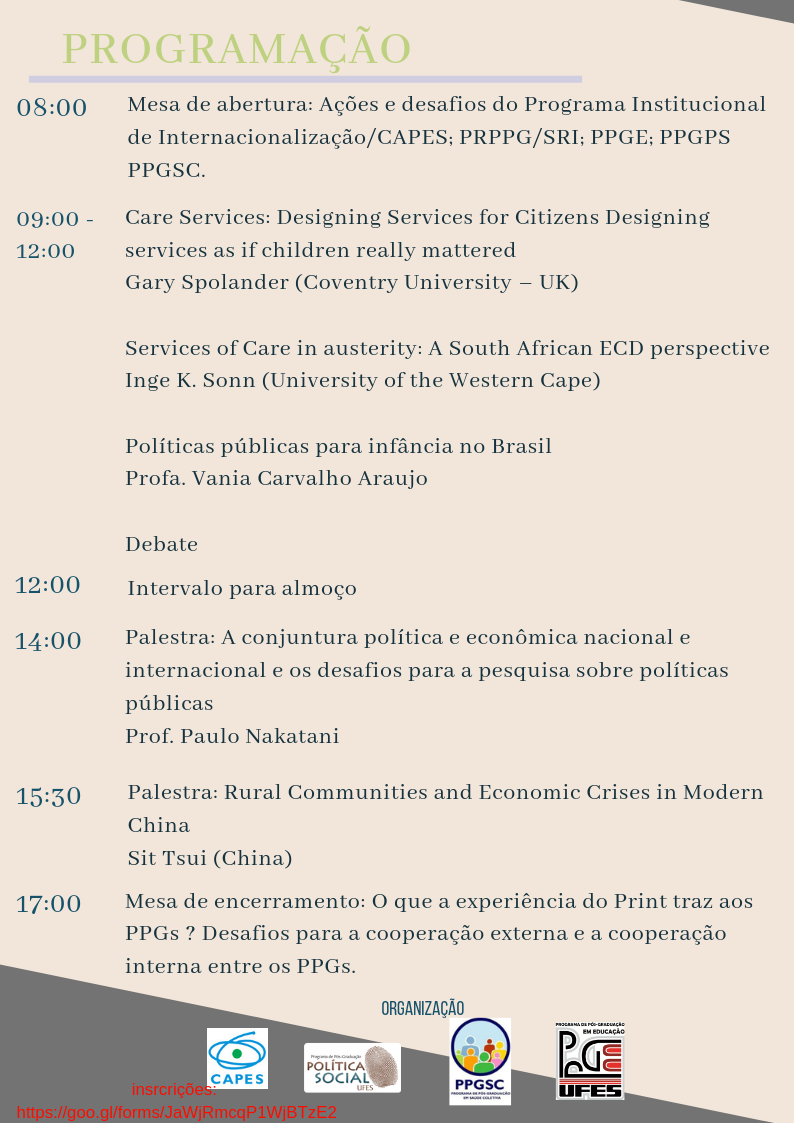 PROGRAMAÇÃO
08:00
Mesa de abertura: Ações e desafios do Programa Institucional
de Internacionalização/CAPES; PRPPG/SRI; PPGE; PPGPS
PPGSC.
09:00 -
12:00
Care Services: Designing Services for Citizens Designing
services as if children really mattered
Gary Spolander (Coventry University – UK)
Services of Care in austerity: A South African ECD perspective
Inge K. Sonn (University of the Western Cape)
Políticas públicas para infância no Brasil
Profa. Vania Carvalho Araujo
Debate
12:00
Intervalo para almoço
14:00
Palestra: A conjuntura política e econômica nacional e
internacional e os desafios para a pesquisa sobre políticas
públicas
Prof. Paulo Nakatani
15:30
Palestra: Rural Communities and Economic Crises in Modern
China
Sit Tsui (China)
17:00
Mesa de encerramento: O que a experiência do Print traz aos
PPGs ? Desafios para a cooperação externa e a cooperação
interna entre os PPGs.
ORGANIZAÇÃO
CAPES
Programa de Pós-Graduação
POLÍTICA
SOCIAL
UFES
PPGSC
PROGRAMA DE PÓS-GRADUAÇÃO
EM SAÚDE COLETIVA
PROGRAMA DE PÓS-GRADUAÇÃO
EM EDUCAÇÃO
PPGE
UFES
insrcrições:
https://goo.gl/forms/JaWjRmcqP1WjBTzE2